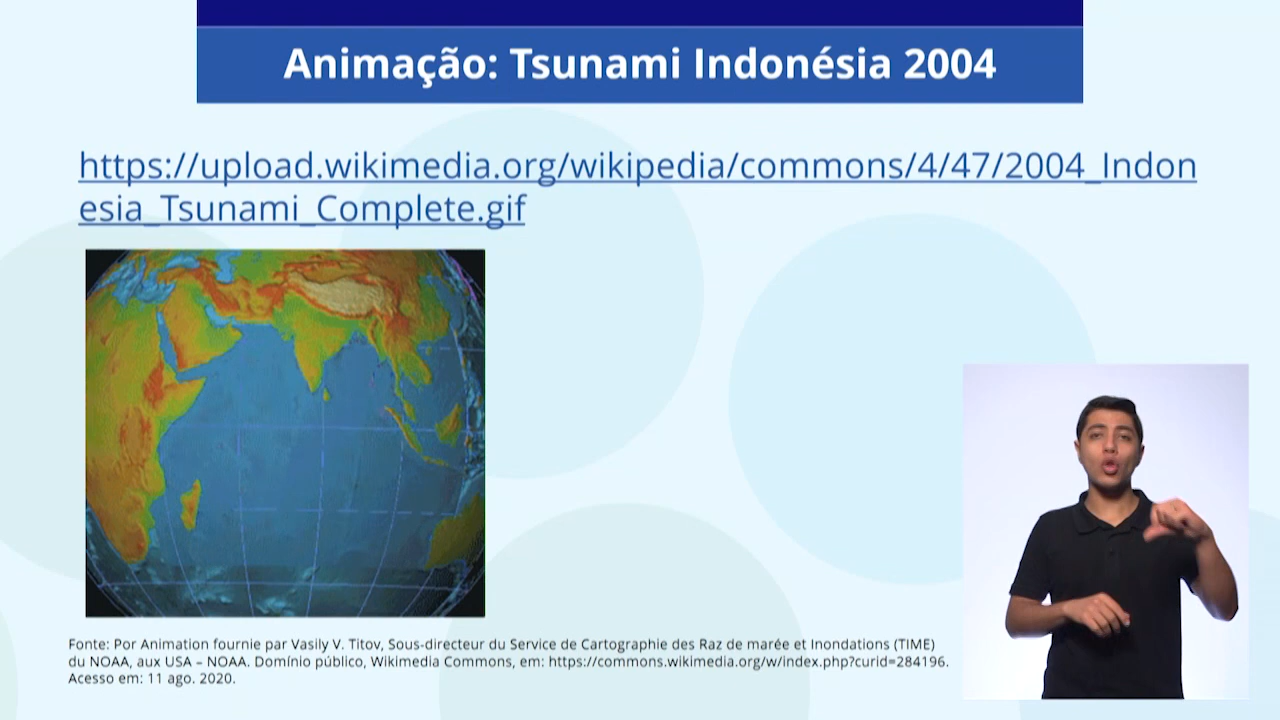 Animação: Tsunami Indonésia 2004
https://upload.wikimedia.org/wikipedia/commons/4/47/2004_Indon
esia_Tsunami_Complete.gif
Fonte: Por Animation fournie par Vasily V. Titov, Sous-directeur du Service de Cartographie des Raz de marée et Inondations (TIME)
du NOAA, aux USA – NOAA. Domínio público, Wikimedia Commons, em: https://commons.wikimedia.org/w/index.php?curid=284196.
Acesso em: 11 ago. 2020.